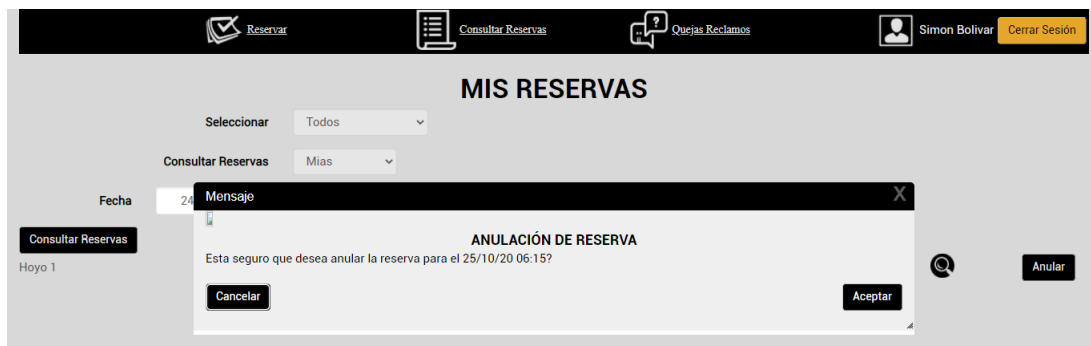 Reservar Consultar Reservas Quejas Reclamos Simon Bolivar Cerrar Sesión
MIS RESERVAS
Seleccionar Todos
Consultar Reservas Mias
Fecha 24
Mensaje X
ANULACIÓN DE RESERVA
Consultar Reservas
Esta seguro que desea anular la reserva para el 25/10/20 06:15?
Hoyo 1 Anular
Cancelar Aceptar